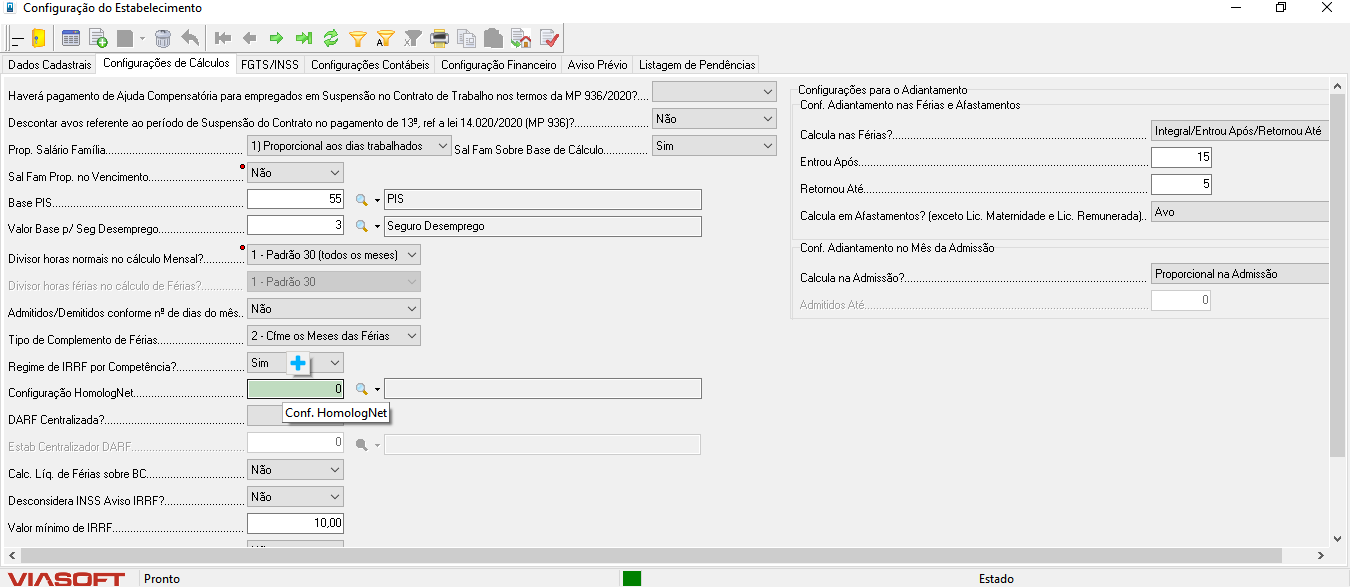 Configuração do Estabelecimento
Dados Cadastrais Configurações de Cálculos FGTS/INSS Configurações Contábeis Configuração Financeiro Aviso Prévio Listagem de Pendências
Haverá pagamento de Ajuda Compensatória para empregados em Suspensão no Contrato de Trabalho nos termos da MP 936/2020?....
Descontar avos referente ao período de Suspensão do Contrato no pagamento de 13º, ref a lei 14.020/2020 (MP 936)?........................ Não
Prop. Salário Família............................................. 1) Proporcional aos dias trabalhados Sal Fam Sobre Base de Cálculo.............. Sim
Sal Fam Prop. no Vencimento............................... Não
Base PIS............................................................. 55 PIS
Valor Base p/ Seg Desemprego........................... 3 Seguro Desemprego
Divisor horas normais no cálculo Mensal?............. 1 - Padrão 30 (todos os meses)
Divisor horas férias no cálculo de Férias?............. 1 - Padrão 30
Admitidos/Demitidos conforme nº de dias do mês.. Não
Tipo de Complemento de Férias........................... 2 - Cfme os Meses das Férias
Regime de IRRF por Competência?..................... Sim
Configuração HomologNet................................... 0
Conf. HomologNet
DARF Centralizada?............................................
Estab Centralizador DARF................................... 0
Calc. Líq. de Férias sobre BC............................... Não
Desconsidera INSS Aviso IRRF?......................... Não
Valor mínimo de IRRF.......................................... 10,00
Configurações para o Adiantamento
Conf. Adiantamento nas Férias e Afastamentos
Calcula nas Férias?............................................................. Integral/Entrou Após/Retornou Até
Entrou Após........................................................................ 15
Retornou Até....................................................................... 5
Calcula em Afastamentos? (exceto Lic. Maternidade e Lic. Remunerada).. Avo
Conf. Adiantamento no Mês da Admissão
Calcula na Admissão?.......................................................... Proporcional na Admissão
Admitidos Até...................................................................... 0
VIASOFT Pronto Estado